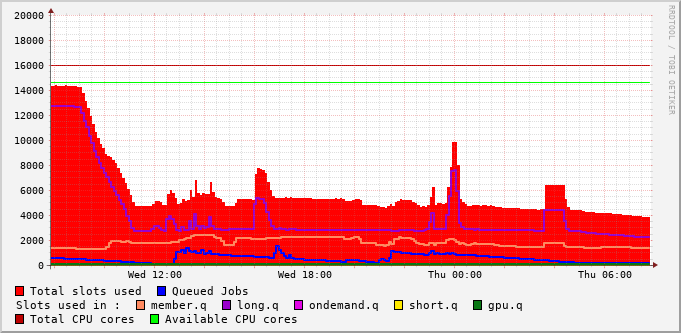 20000
18000
16000
14000
12000
10000
8000
6000
4000
2000
0
Wed 12:00 Wed 18:00 Thu 00:00 Thu 06:00
RRDTOOL / TOBI OETIKER
Total slots used Queued Jobs
Slots used in : member.q long.q ondemand.q short.q gpu.q
Total CPU cores Available CPU cores